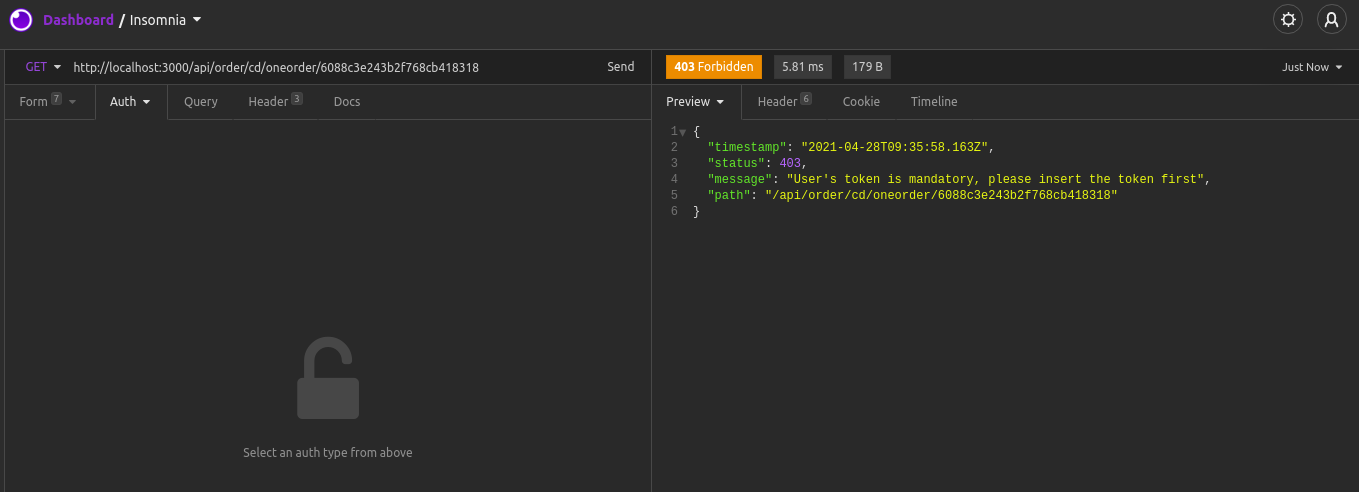 Dashboard / Insomnia
GET http://localhost:3000/api/order/cd/oneorder/6088c3e243b2f768cb418318 Send
403 Forbidden 5.81 ms 179 B Just Now
Form 7 Auth Query Header 3 Docs
Preview Header 6 Cookie Timeline
1 {
2 "timestamp": "2021-04-28T09:35:58.163Z",
3 "status": 403,
4 "message": "User's token is mandatory, please insert the token first",
5 "path": "/api/order/cd/oneorder/6088c3e243b2f768cb418318"
6 }
Select an auth type from above